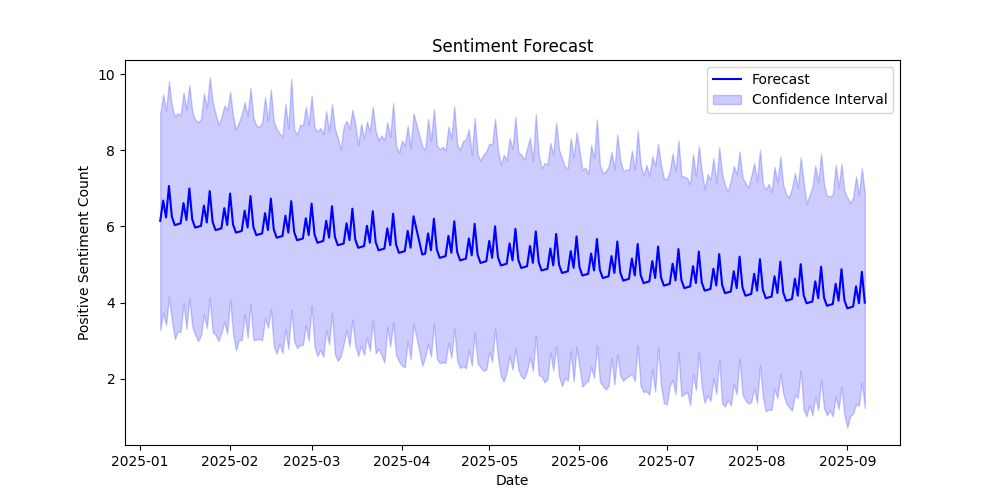 Sentiment Forecast
Forecast
Confidence Interval
Positive Sentiment Count
10
8
6
4
2
2025-01 2025-02 2025-03 2025-04 2025-05 2025-06 2025-07 2025-08 2025-09
Date